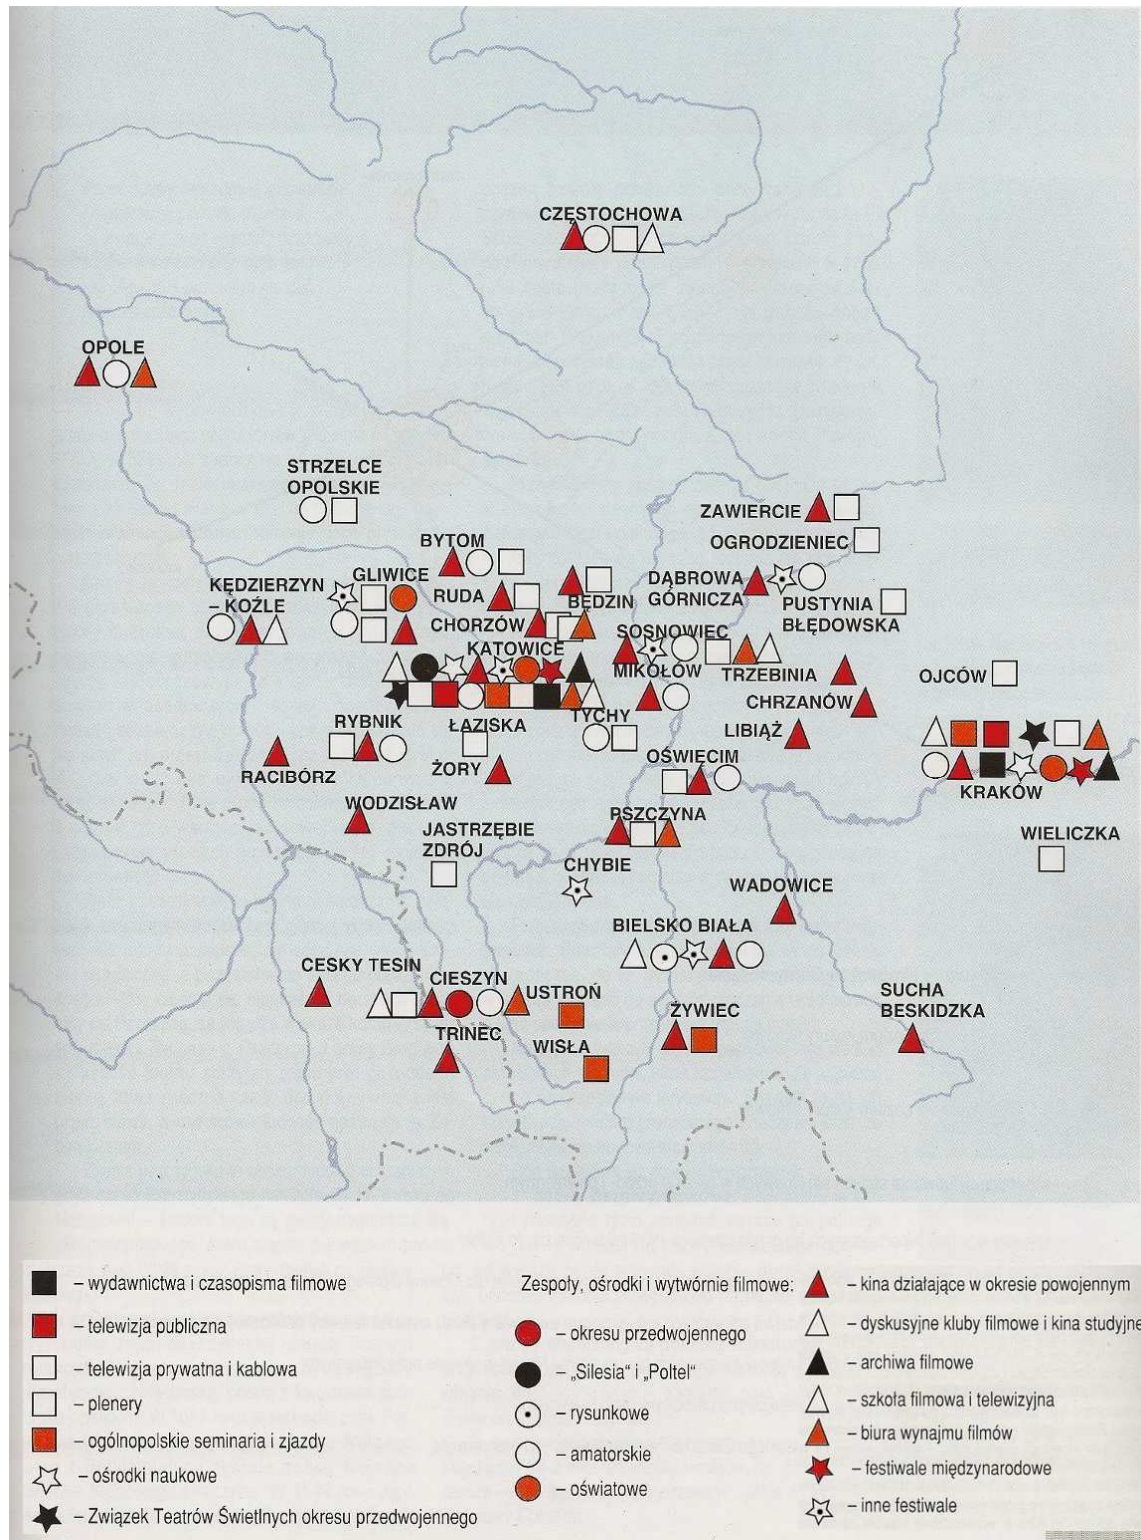 CZĘSTOCHOWA
OPOLE
STRZELCE
OPOLSKIE
ZAWIERCIE
OGRODZIENIEC
BYTOM
KĘDZIERZYN
– KOŹLE
GLIWICE
RUDA
BĘDZIN
DĄBROWA
GÓRNICZA
PUSTYNIA
BŁĘDOWSKA
CHORZÓW
SOSNOWIEC
KATOWICE
MIKOŁÓW
TRZEBINIA
OJCÓW
CHRZANÓW
RYBNIK
ŁAZISKA
TYCHY
LIBIĄŻ
RACIBÓRZ
ŻORY
OŚWIĘCIM
KRAKÓW
WODZISŁAW
PSZCZYNA
JASTRZĘBIE
ZDRÓJ
WIELICZKA
CHYBIE
WADOWICE
BIELSKO BIAŁA
CESKY TESIN
CIESZYN
USTROŃ
SUCHA
BESKIDZKA
ŻYWIEC
TRINEC
WISŁA
– wydawnictwa i czasopisma filmowe
– telewizja publiczna
– telewizja prywatna i kablowa
– plenery
– ogólnopolskie seminaria i zjazdy
– ośrodki naukowe
– Związek Teatrów Świetlnych okresu przedwojennego
Zespoły, ośrodki i wytwórnie filmowe:
– okresu przedwojennego
– „Silesia” i „Poltel”
– rysunkowe
– amatorskie
– oświatowe
– kina działające w okresie powojennym
– dyskusyjne kluby filmowe i kina studyjne
– archiwa filmowe
– szkoła filmowa i telewizyjna
– biura wynajmu filmów
– festiwale międzynarodowe
– inne festiwale